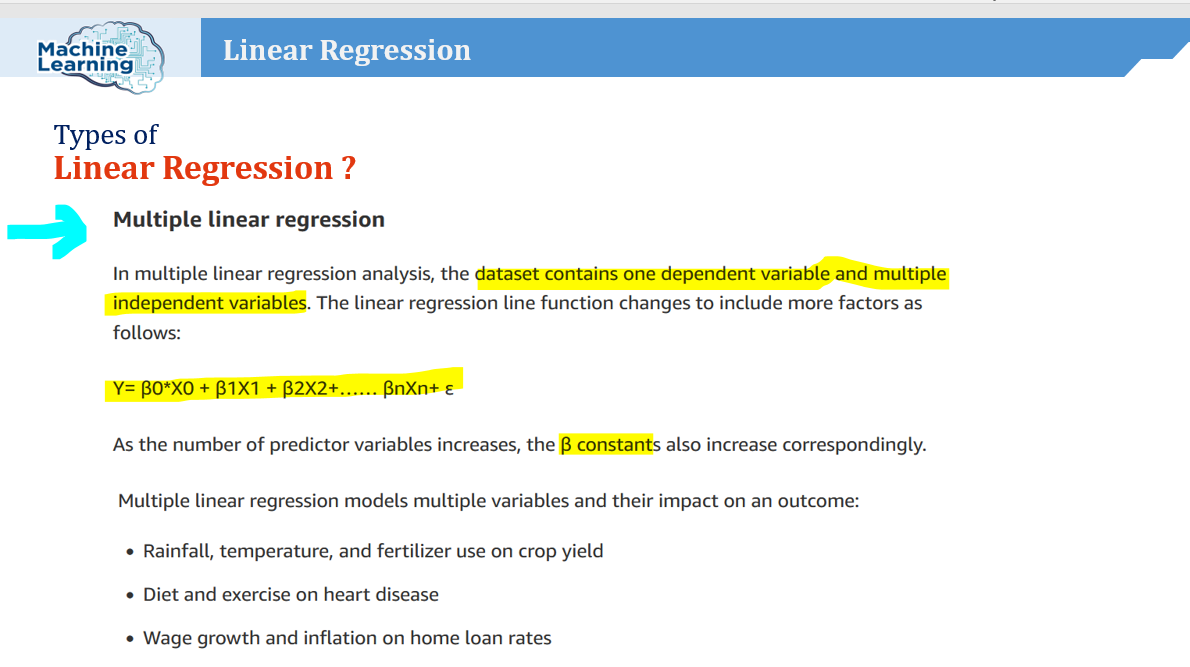 Machine
Learning
Linear Regression
Types of
Linear Regression ?
Multiple linear regression
In multiple linear regression analysis, the dataset contains one dependent variable and multiple
independent variables. The linear regression line function changes to include more factors as
follows:
Y= β0*X0 + β1X1 + β2X2+...... βnXn+ ε
As the number of predictor variables increases, the β constants also increase correspondingly.
Multiple linear regression models multiple variables and their impact on an outcome:
• Rainfall, temperature, and fertilizer use on crop yield
• Diet and exercise on heart disease
• Wage growth and inflation on home loan rates